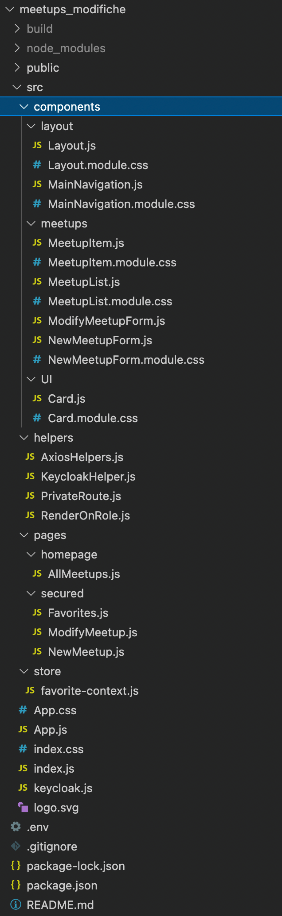 meetups_modifiche
build
node_modules
public
src
components
layout
JS Layout.js
# Layout.module.css
JS MainNavigation.js
# MainNavigation.module.css
meetups
JS MeetupItem.js
# MeetupItem.module.css
JS MeetupList.js
# MeetupList.module.css
JS ModifyMeetupForm.js
JS NewMeetupForm.js
# NewMeetupForm.module.css
UI
JS Card.js
# Card.module.css
helpers
JS AxiosHelpers.js
JS KeycloakHelper.js
JS PrivateRoute.js
JS RenderOnRole.js
pages
homepage
JS AllMeetups.js
secured
JS Favorites.js
JS ModifyMeetup.js
JS NewMeetup.js
store
JS favorite-context.js
# App.css
JS App.js
# index.css
JS index.js
JS keycloak.js
logo.svg
.env
.gitignore
{} package-lock.json
{} package.json
README.md